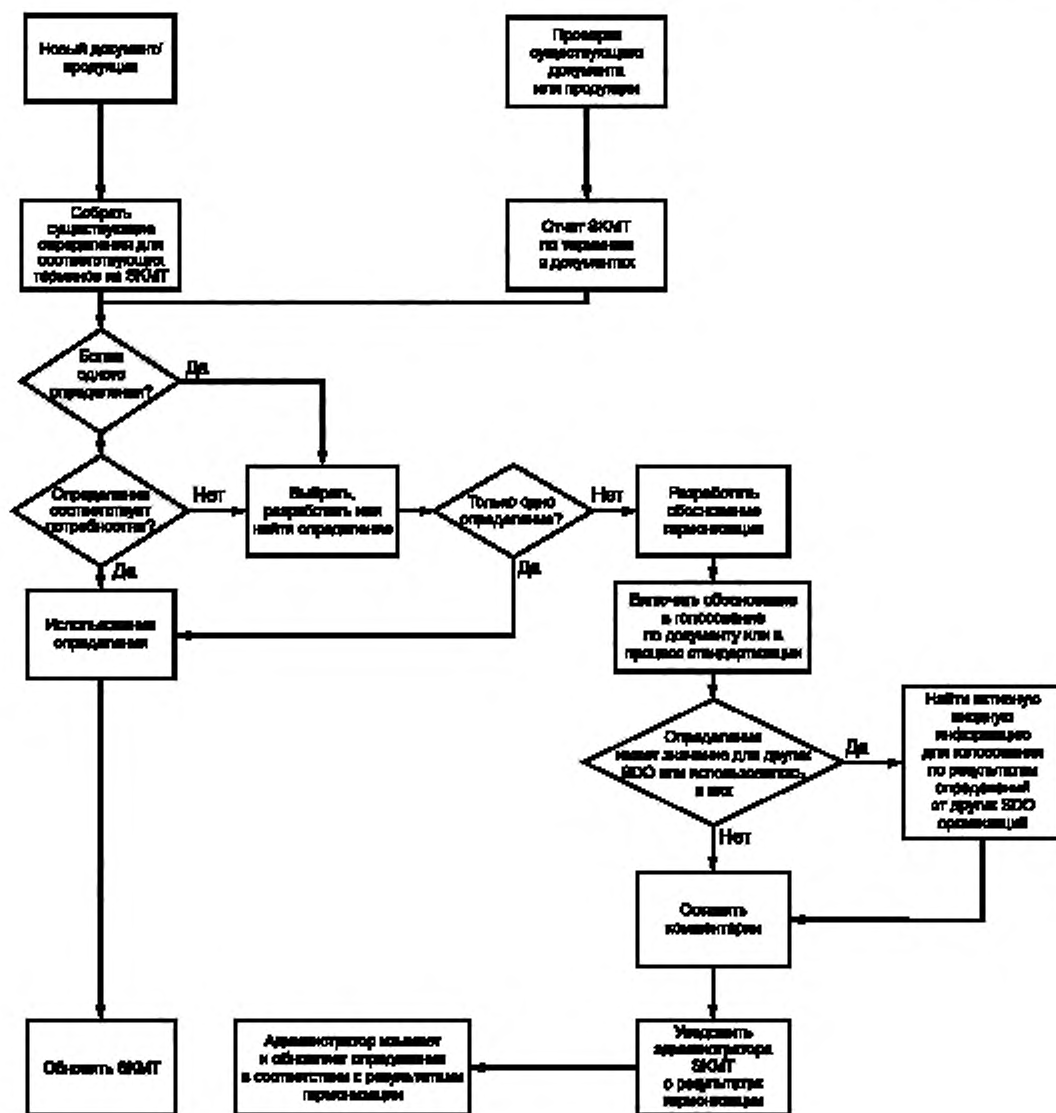 Новый документ/
продукция
Проверка
существующего
документа
или продукции
Собрать
существующие
определения для
соответствующих
терминов из SKMT
Отчет SKMT
по терминам
в документах
Более
одного
определения?
Да
Определение
соответствует
потребностям?
Нет
Выбрать,
разработать или
найти определение
Только одно
определение?
Нет
Разработать
обоснование
гармонизации
Да
Да
Использование
определения
Включить обоснование
в голосование
по документу или в
процесс стандартизации
Определение
имеет значение для других
SDO или использовалось
в них
Да
Найти активную
входную
информацию
для голосования
по результатам
определений
от других SDO
организаций
Нет
комментарии
Обновить SKMT
Администратор
и обновляет определения
в соответствии с результатами
гармонизации
Уведомить
администратора
SKMT
о результатах
гармонизации